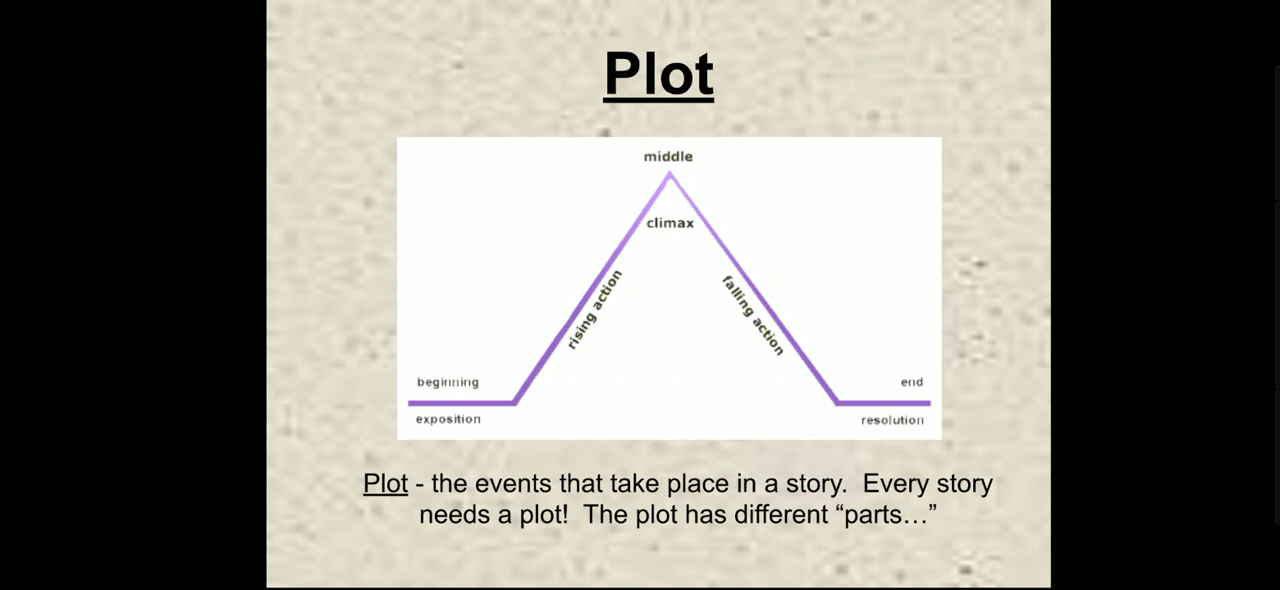 Plot
middle
climax
rising action
falling action
beginning
end
exposition
resolution
Plot - the events that take place in a story.  Every story
needs a plot!  The plot has different “parts…”